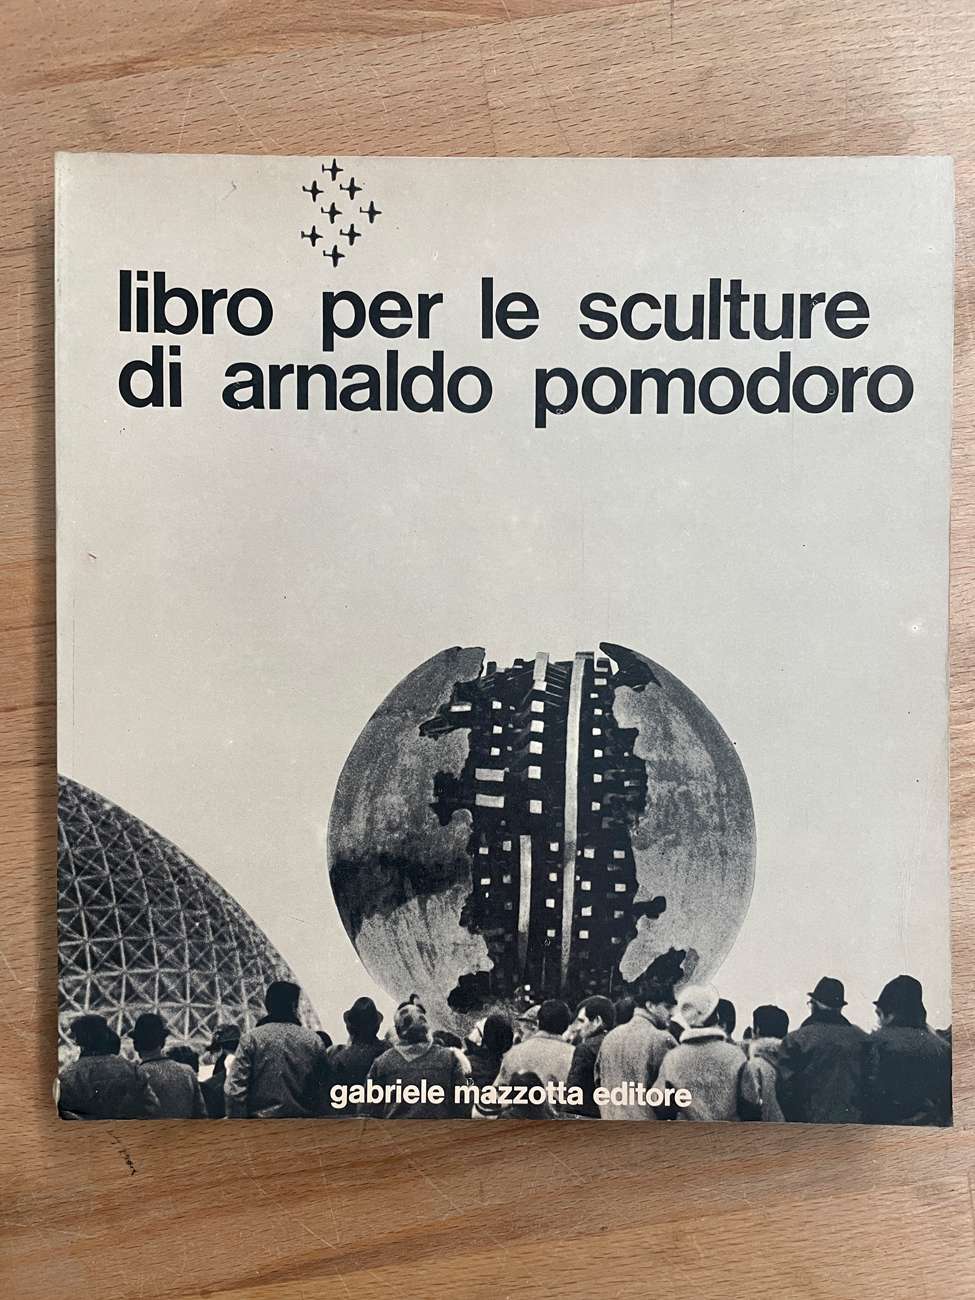 libro per le sculture
di arnaldo pomodoro
gabriele mazzotta editore